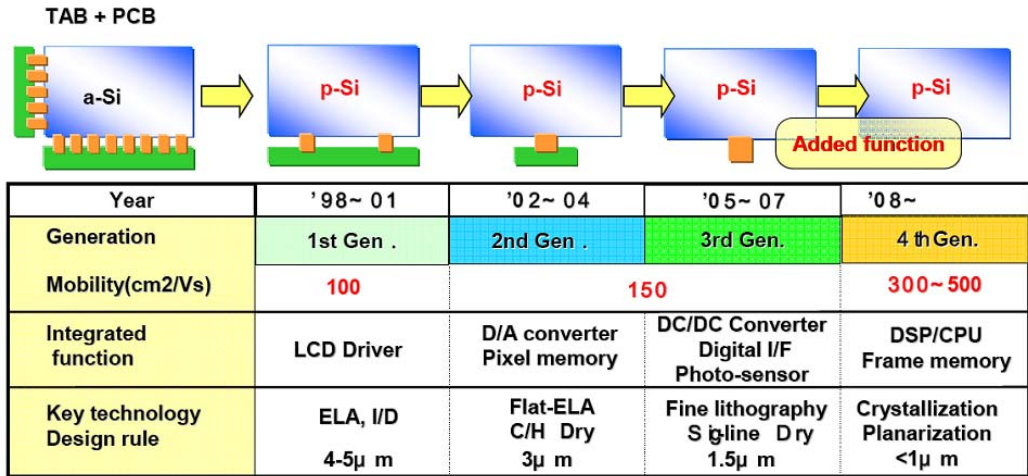 TAB + PCB
a-Si
p-Si
p-Si
p-Si
p-Si
Added function
Year '98~ 01 '02~ 04 '05~ 07 '08~
Generation 1st Gen . 2nd Gen . 3rd Gen. 4 th Gen.
Mobility(cm2/Vs) 100 150 300~ 500
Integrated function
LCD Driver
D/A converter
Pixel memory
DC/DC Converter
Digital I/F
Photo-sensor
DSP/CPU
Frame memory
Key technology
Design rule
ELA, I/D
4-5μ m
Flat-ELA
C/H Dry
3μ m
Fine lithography
Sig-line Dry
1.5μ m
Crystallization
Planarization
<1μ m